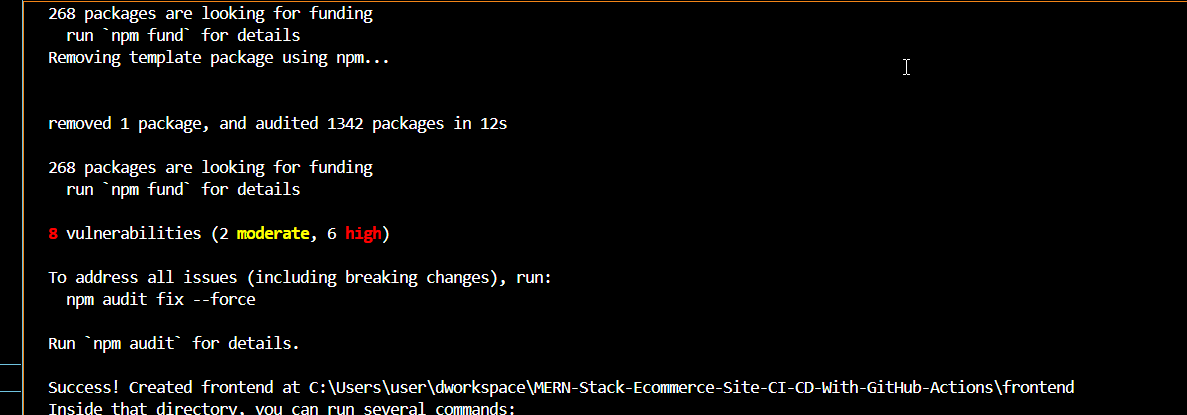 268 packages are looking for funding
run `npm fund` for details
Removing template package using npm...
removed 1 package, and audited 1342 packages in 12s
268 packages are looking for funding
run `npm fund` for details
8 vulnerabilities (2 moderate, 6 high)
To address all issues (including breaking changes), run:
npm audit fix --force
Run `npm audit` for details.
Success! Created frontend at C:\Users\user\dworkspace\MERN-Stack-Ecommerce-Site-CI-CD-With-GitHub-Actions\frontend
Inside that directory, you can run several commands: